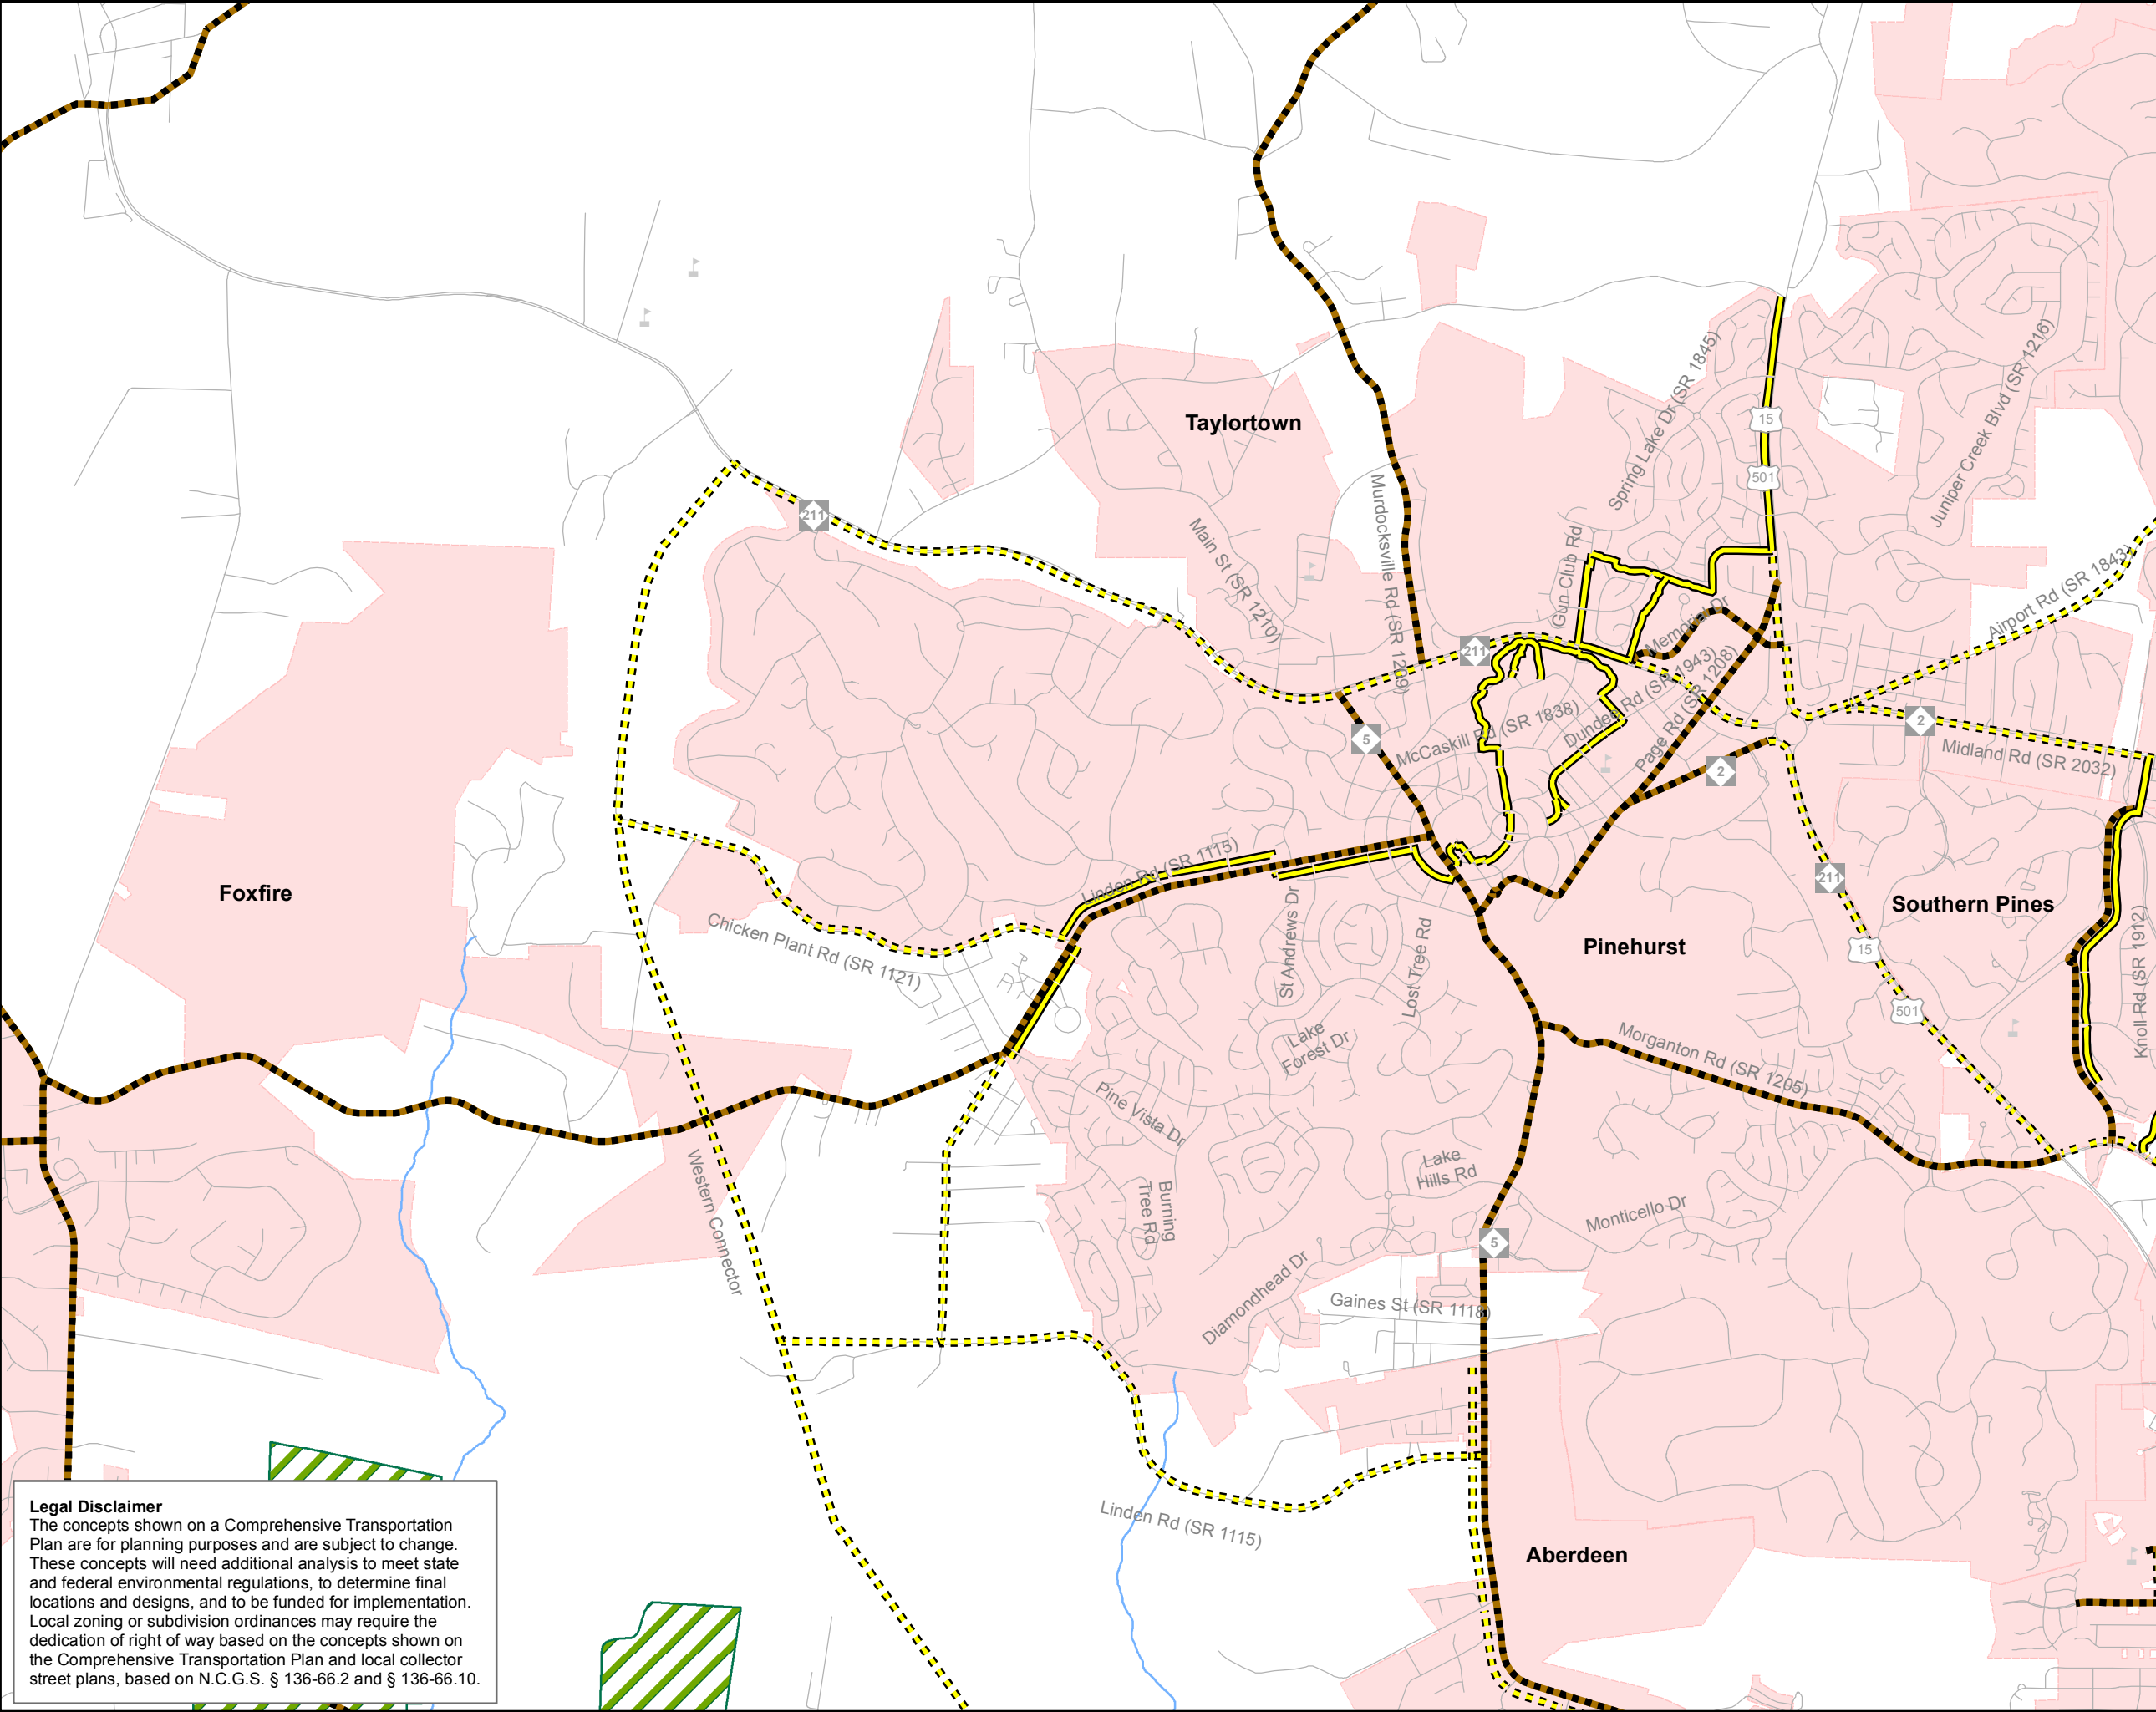 Taylortown
Spring Lake Dr (SR 1845)
15
501
Juniper Creek Blvd (SR 1216)
211
Main St (SR 1210)
Murdocksville Rd (SR 1209)
Gun Club Rd
Airport Rd (SR 1843)
211
Memorial Dr
Dundee Rd (SR 1943)
Page Rd (SR 1208)
McCaskill Rd (SR 1838)
5
2
Midland Rd (SR 2032)
2
Linden Rd (SR 1115)
Foxfire
Chicken Plant Rd (SR 1121)
St Andrews Dr
Lost Tree Rd
Pinehurst
211
Southern Pines
15
501
Knoll Rd (SR 1912)
Lake
Forest Dr
Morganton Rd (SR 1205)
Pine Vista Dr
Lake
Hills Rd
Burning
Tree Rd
Western Connector
Monticello Dr
5
Diamondhead Dr
Gaines St (SR 1118)
Linden Rd (SR 1115)
Aberdeen
Legal Disclaimer
The concepts shown on a Comprehensive Transportation
Plan are for planning purposes and are subject to change.
These concepts will need additional analysis to meet state
and federal environmental regulations, to determine final
locations and designs, and to be funded for implementation.
Local zoning or subdivision ordinances may require the
dedication of right of way based on the concepts shown on
the Comprehensive Transportation Plan and local collector
street plans, based on N.C.G.S. § 136-66.2 and § 136-66.10.